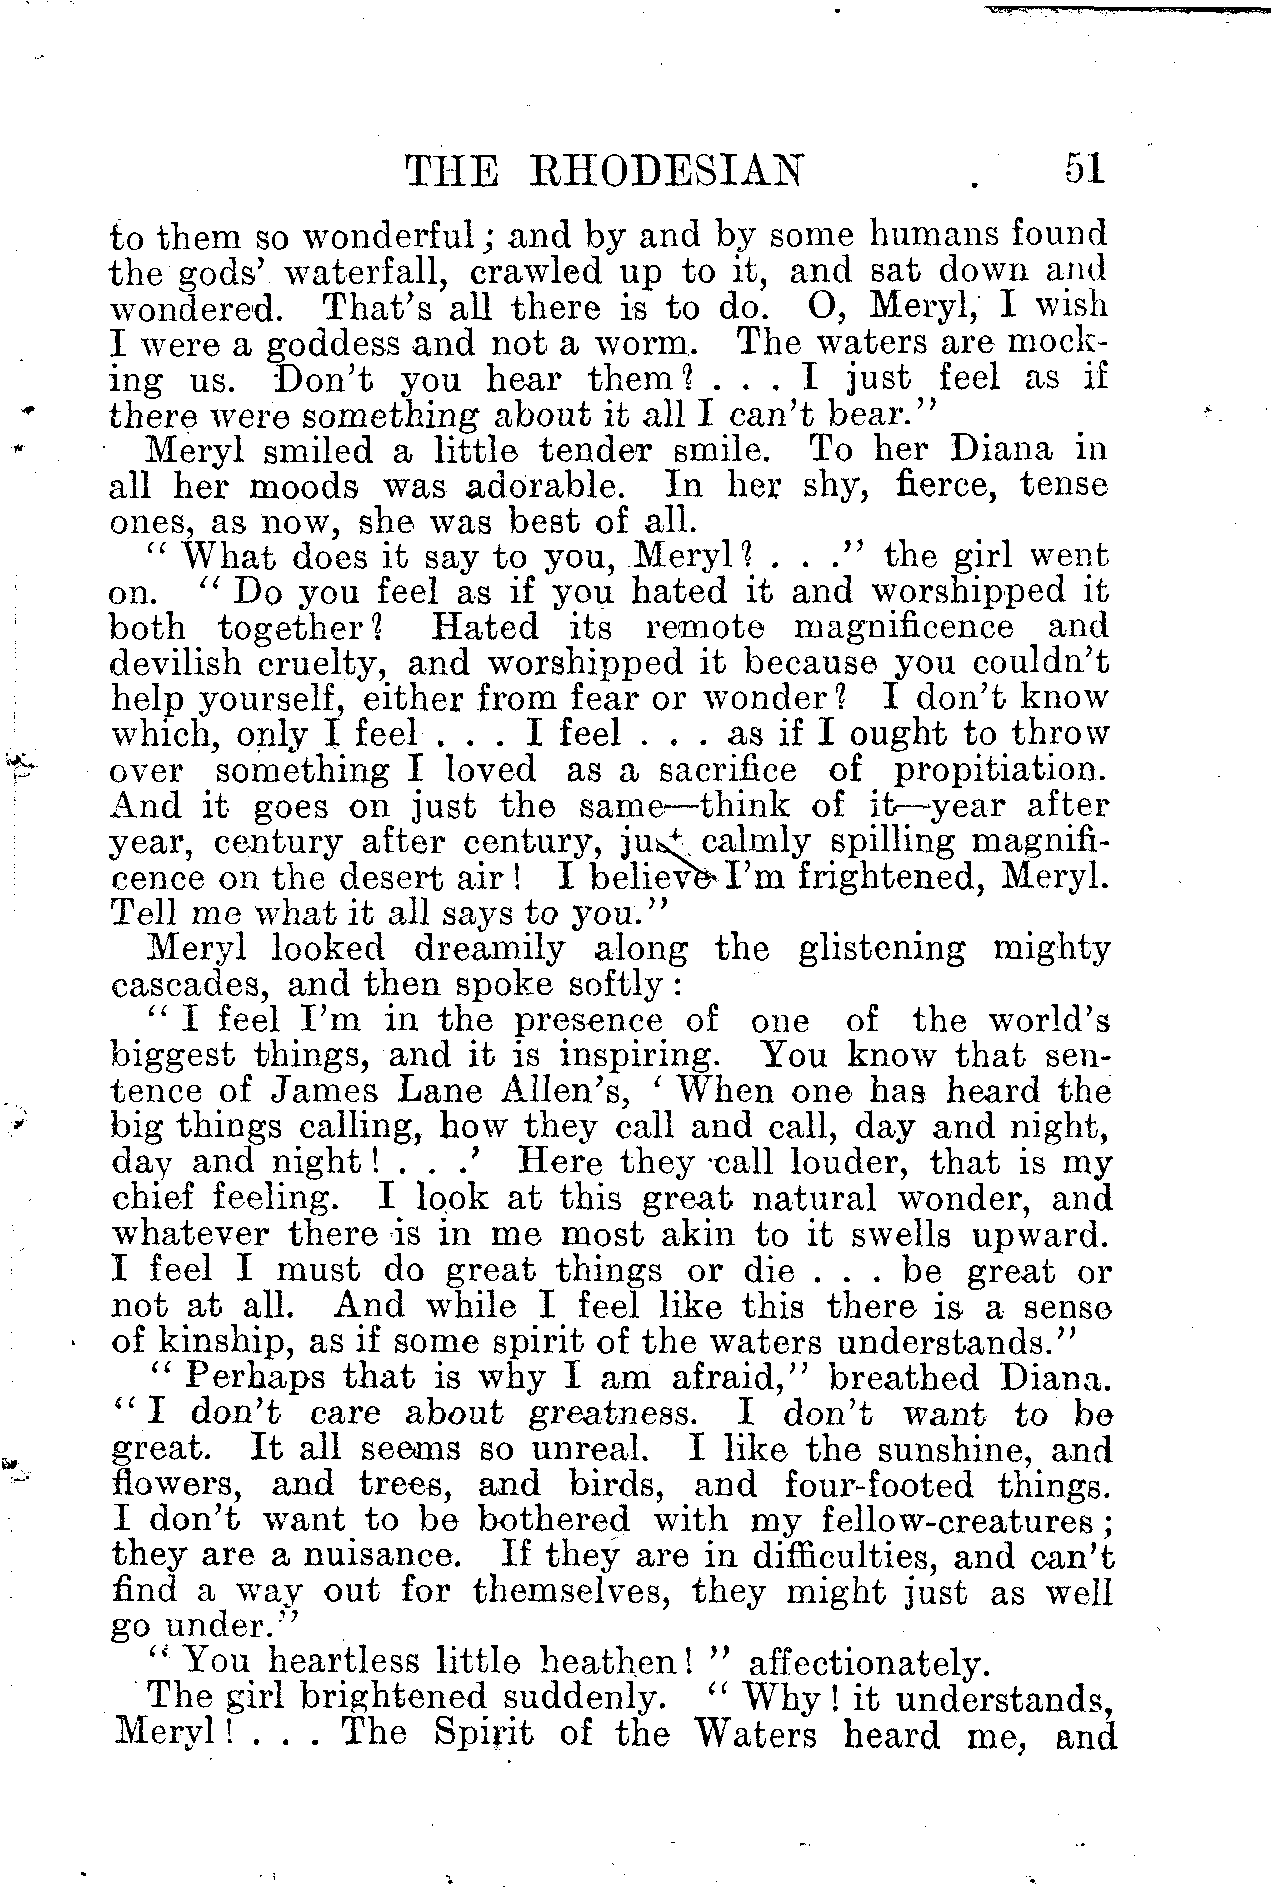 THE RHODESIAN 51
to them so wonderful; and by and by some humans found
the gods' waterfall, crawled up to it, and sat down and
wondered. That's all there is to do. O, Meryl, I wish
I were a goddess and not a worm. The waters are mock-
ing us. Don't you hear them? . . . I just feel as if
there were something about it all I can't bear."
Meryl smiled a little tender smile. To her Diana in
all her moods was adorable. In her shy, fierce, tense
ones, as now, she was best of all.
"What does it say to you, Meryl? . . ." the girl went
on. "Do you feel as if you hated it and worshipped it
both together? Hated its remote magnificence and
devilish cruelty, and worshipped it because you couldn't
help yourself, either from fear or wonder? I don't know
which, only I feel . . . I feel . . . as if I ought to throw
over something I loved as a sacrifice of propitiation.
And it goes on just the same—think of it—year after
year, century after century, just calmly spilling magnifi-
cence on the desert air! I believe I'm frightened, Meryl.
Tell me what it all says to you."
Meryl looked dreamily along the glistening mighty
cascades, and then spoke softly:
"I feel I'm in the presence of one of the world's
biggest things, and it is inspiring. You know that sen-
tence of James Lane Allen's, 'When one has heard the
big things calling, how they call and call, day and night,
day and night! . . .' Here they call louder, that is my
chief feeling. I look at this great natural wonder, and
whatever there is in me most akin to it swells upward.
I feel I must do great things or die . . . be great or
not at all. And while I feel like this there is a sense
of kinship, as if some spirit of the waters understands."
"Perhaps that is why I am afraid," breathed Diana.
"I don't care about greatness. I don't want to be
great. It all seems so unreal. I like the sunshine, and
flowers, and trees, and birds, and four-footed things.
I don't want to be bothered with my fellow-creatures;
they are a nuisance. If they are in difficulties, and can't
find a way out for themselves, they might just as well
go under."
"You heartless little heathen!" affectionately.
The girl brightened suddenly. "Why! it understands,
Meryl! . . . The Spirit of the Waters heard me, and